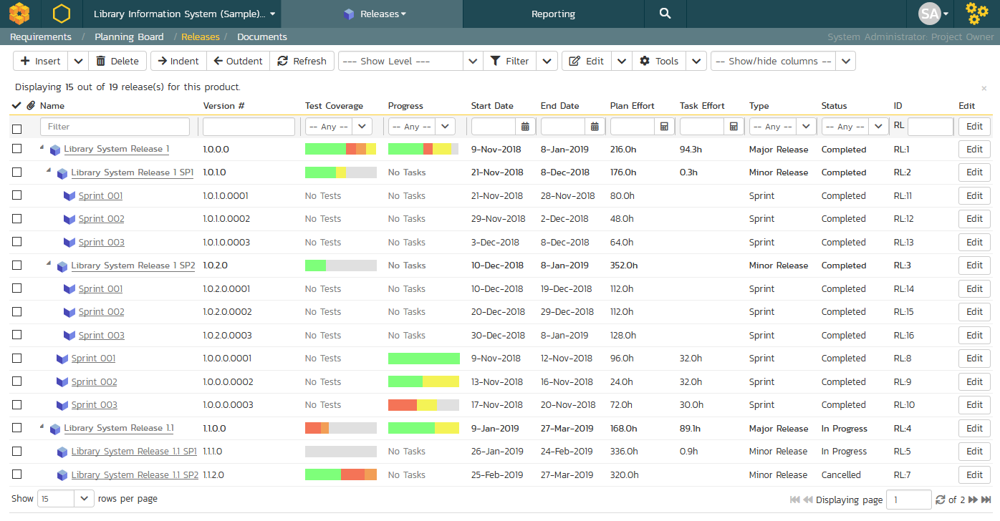 Library Information System (Sample)... Releases Reporting SA
Requirements / Planning Board / Releases / Documents System Administrator: Project Owner
Insert Delete Indent Outdent Refresh --- Show Level --- Filter Edit Tools -- Show/hide columns --
Displaying 15 out of 19 release(s) for this product. ×
Name Version # Test Coverage Progress Start Date End Date Plan Effort Task Effort Type Status ID Edit
Filter -- Any -- -- Any -- -- Any -- -- Any -- RL Edit
Library System Release 1 1.0.0.0 9-Nov-2018 8-Jan-2019 216.0h 94.3h Major Release Completed RL:1 Edit
Library System Release 1 SP1 1.0.1.0 No Tasks 21-Nov-2018 8-Dec-2018 176.0h 0.3h Minor Release Completed RL:2 Edit
Sprint 001 1.0.1.0.0001 No Tests No Tasks 21-Nov-2018 28-Nov-2018 80.0h Sprint Completed RL:11 Edit
Sprint 002 1.0.1.0.0002 No Tests No Tasks 29-Nov-2018 2-Dec-2018 48.0h Sprint Completed RL:12 Edit
Sprint 003 1.0.1.0.0003 No Tests No Tasks 3-Dec-2018 8-Dec-2018 64.0h Sprint Completed RL:13 Edit
Library System Release 1 SP2 1.0.2.0 No Tasks 10-Dec-2018 8-Jan-2019 352.0h Minor Release Completed RL:3 Edit
Sprint 001 1.0.2.0.0001 No Tests No Tasks 10-Dec-2018 19-Dec-2018 112.0h Sprint Completed RL:14 Edit
Sprint 002 1.0.2.0.0002 No Tests No Tasks 20-Dec-2018 29-Dec-2018 112.0h Sprint Completed RL:15 Edit
Sprint 003 1.0.2.0.0003 No Tests No Tasks 30-Dec-2018 8-Jan-2019 128.0h Sprint Completed RL:16 Edit
Sprint 001 1.0.0.0.0001 No Tests 9-Nov-2018 12-Nov-2018 96.0h 32.0h Sprint Completed RL:8 Edit
Sprint 002 1.0.0.0.0002 No Tests 13-Nov-2018 16-Nov-2018 24.0h 32.0h Sprint Completed RL:9 Edit
Sprint 003 1.0.0.0.0003 No Tests 17-Nov-2018 20-Nov-2018 72.0h 30.0h Sprint Completed RL:10 Edit
Library System Release 1.1 1.1.0.0 9-Jan-2019 27-Mar-2019 168.0h 89.1h Major Release In Progress RL:4 Edit
Library System Release 1.1 SP1 1.1.1.0 No Tasks 26-Jan-2019 24-Feb-2019 336.0h 0.9h Minor Release In Progress RL:5 Edit
Library System Release 1.1 SP2 1.1.2.0 No Tasks 25-Feb-2019 27-Mar-2019 320.0h Minor Release Cancelled RL:7 Edit
Show 15 rows per page Displaying page 1 of 2